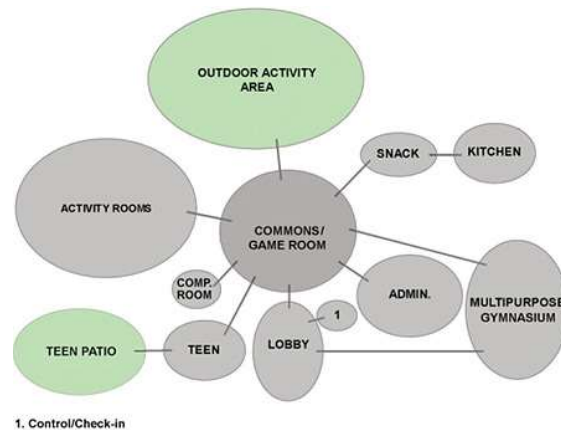 OUTDOOR ACTIVITY
AREA
SNACK
KITCHEN
ACTIVITY ROOMS
COMMONS/
GAME ROOM
COMP.
ROOM
ADMIN.
MULTIPURPOSE
GYMNASIUM
1
TEEN PATIO
TEEN
LOBBY
1. Control/Check-in